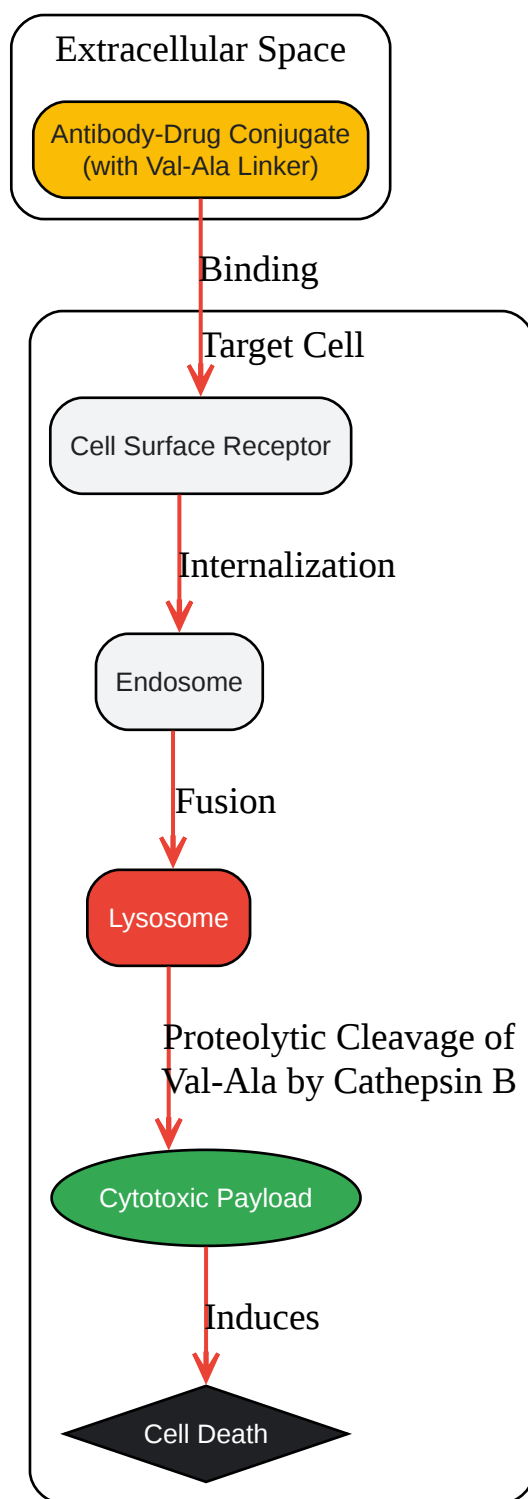 Extracellular Space
Antibody-Drug Conjugate
(with Val-Ala Linker)
Binding
Target Cell
Cell Surface Receptor
Internalization
Endosome
Fusion
Lysosome
Proteolytic Cleavage of
Val-Ala by Cathepsin B
Cytotoxic Payload
Induces
Cell Death